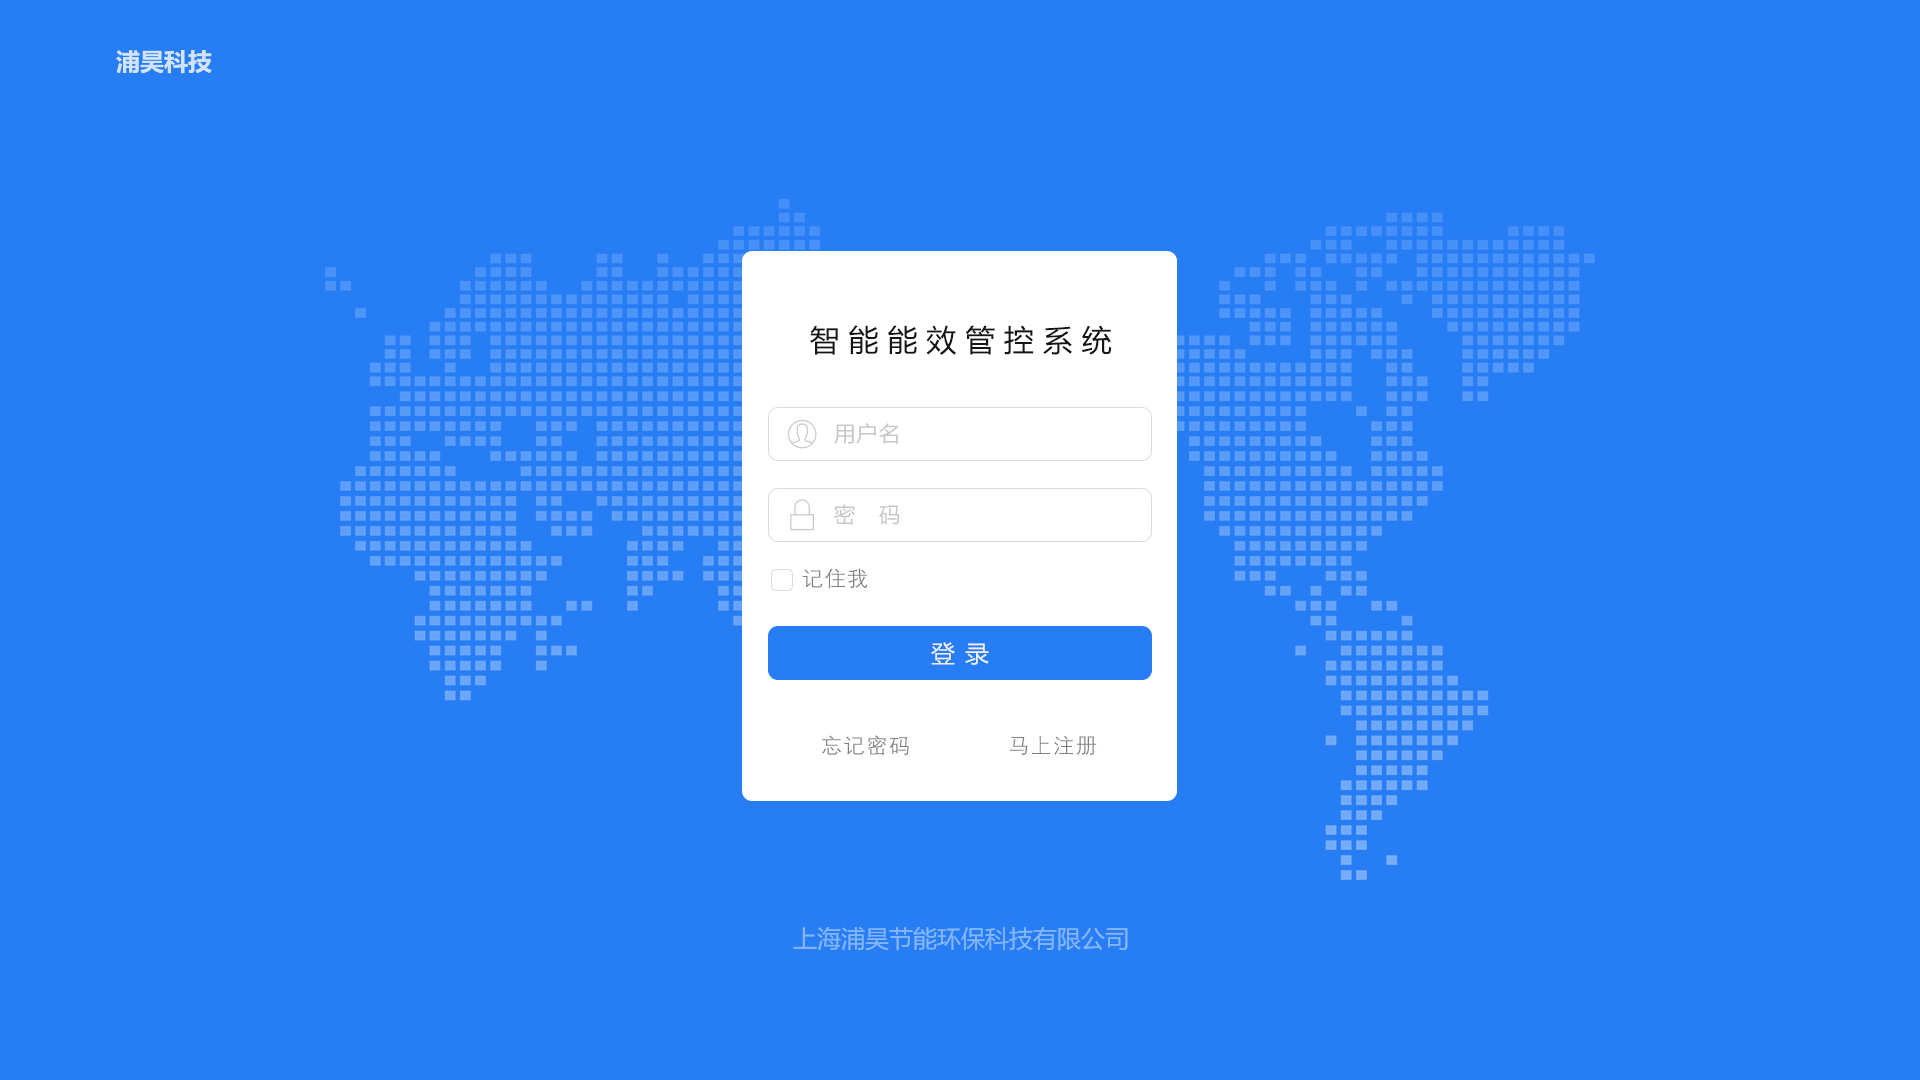 浦昊科技
智能能效管控系统
用户名
密 码
记住我
登录
忘记密码 马上注册
上海浦昊节能环保科技有限公司